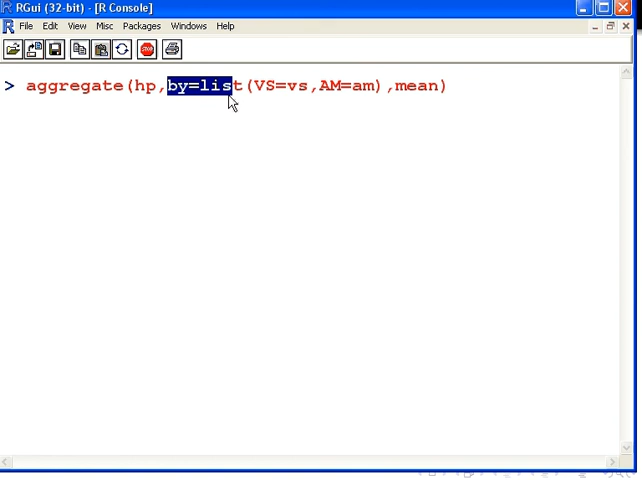 RGui (32-bit) - [R Console]
File Edit View Misc Packages Windows Help
STOP
> aggregate(hp,by=list(VS=vs,AM=am),mean)